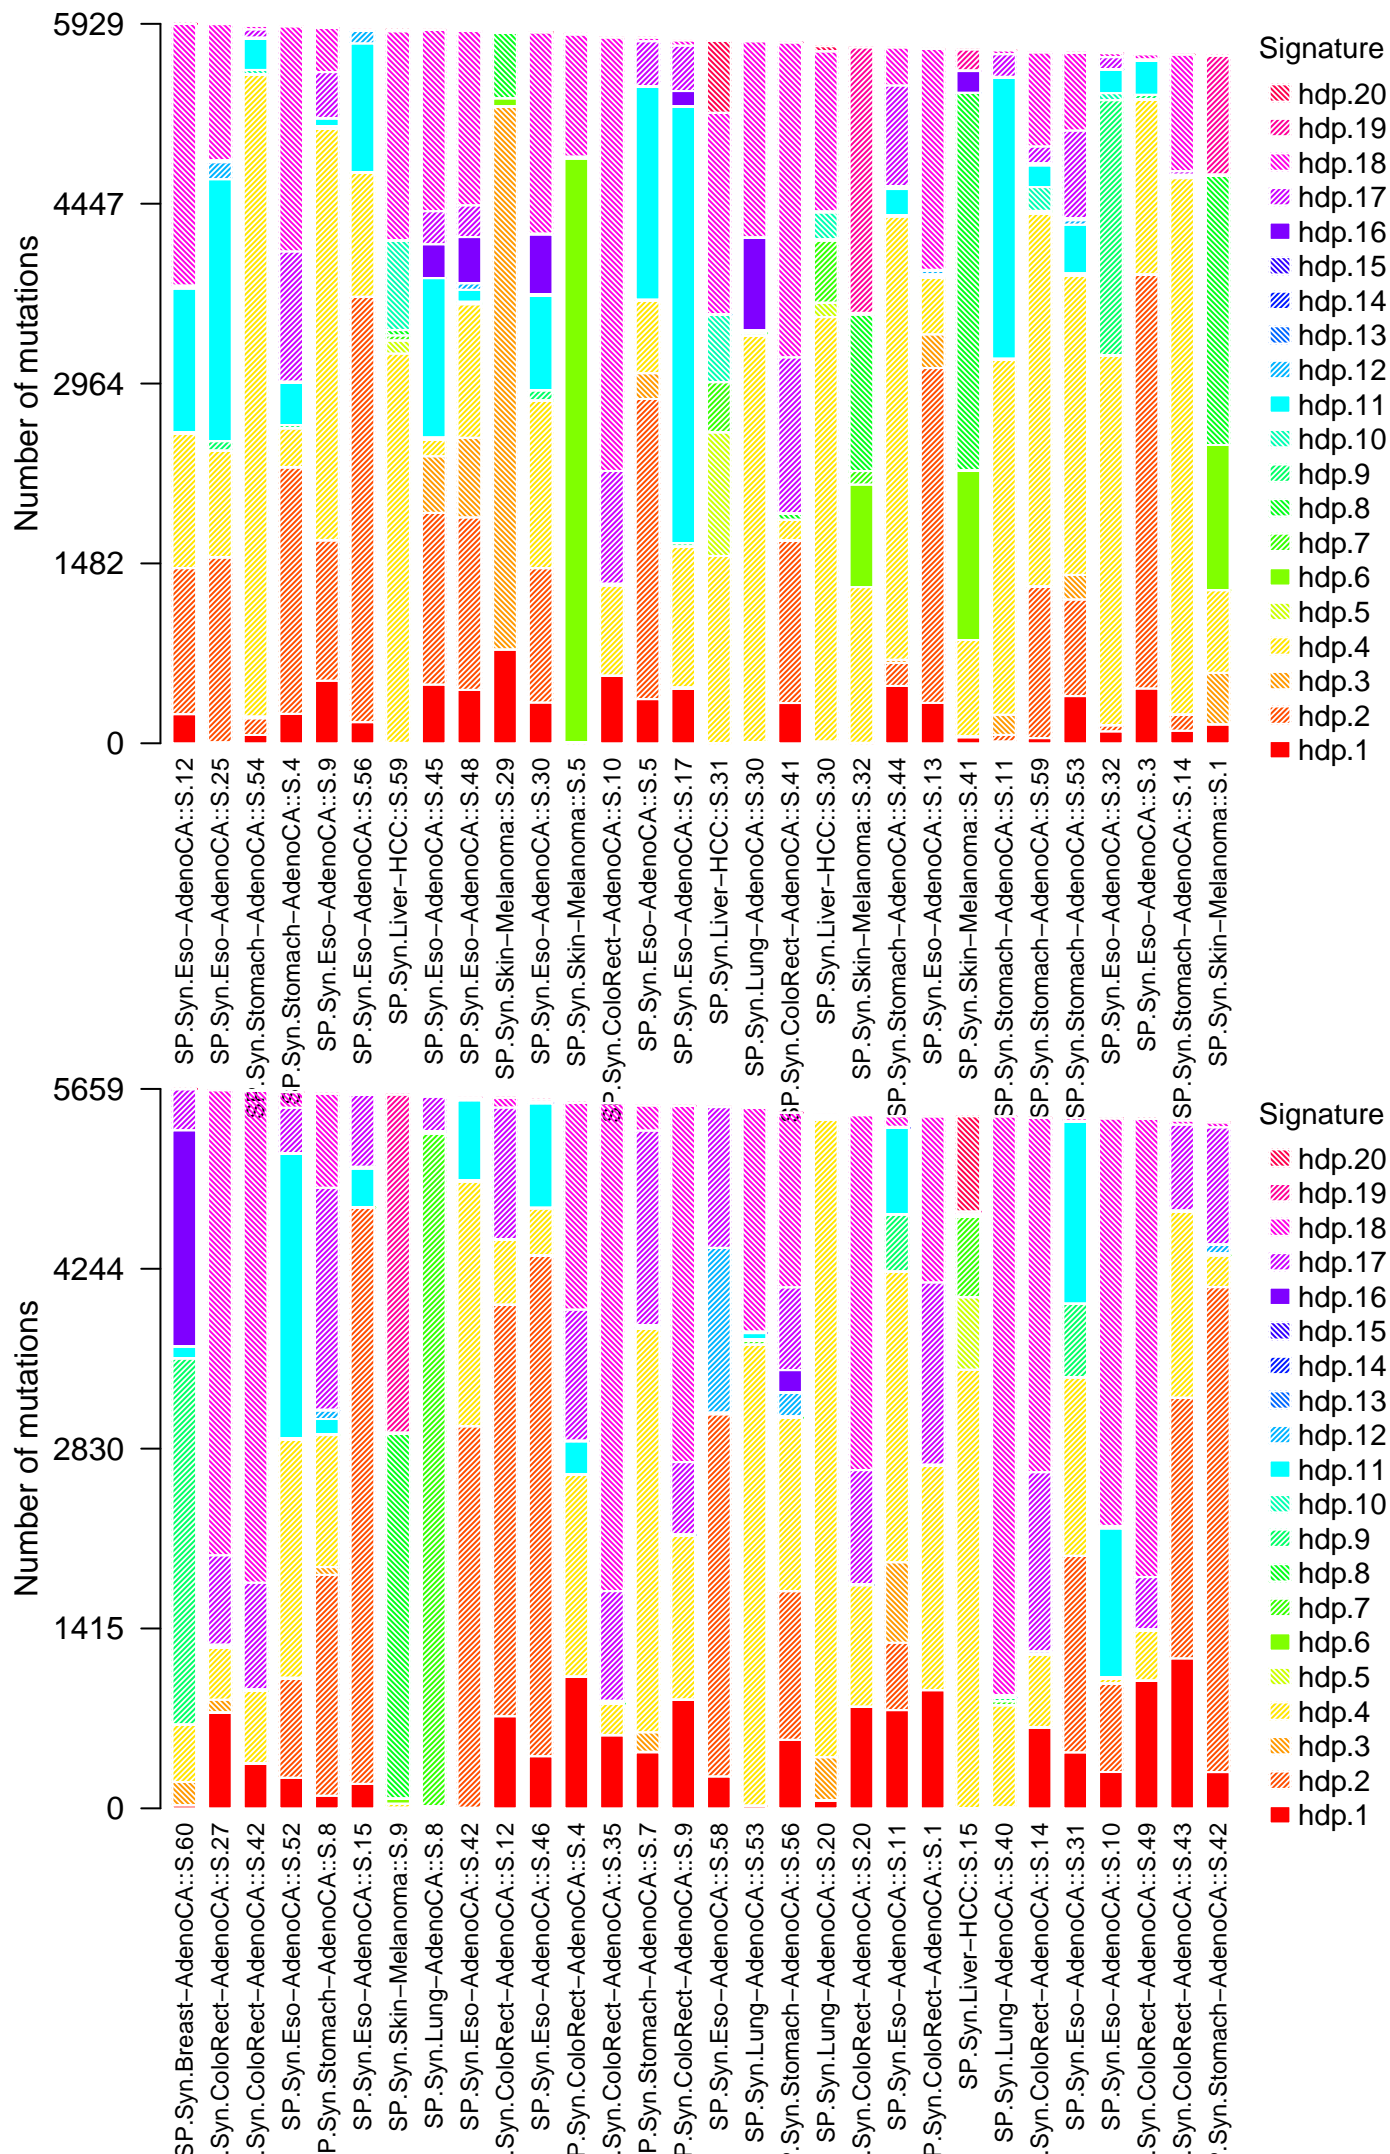 5929
4447
2964
1482
0
Number of mutations
Signature
hdp.20
hdp.19
hdp.18
hdp.17
hdp.16
hdp.15
hdp.14
hdp.13
hdp.12
hdp.11
hdp.10
hdp.9
hdp.8
hdp.7
hdp.6
hdp.5
hdp.4
hdp.3
hdp.2
hdp.1
SP.Syn.Eso−AdenoCA::S.12
SP.Syn.Eso−AdenoCA::S.25
SP.Syn.Stomach−AdenoCA::S.54
SP.Syn.Stomach−AdenoCA::S.4
SP.Syn.Eso−AdenoCA::S.9
SP.Syn.Eso−AdenoCA::S.56
SP.Syn.Liver−HCC::S.59
SP.Syn.Eso−AdenoCA::S.45
SP.Syn.Eso−AdenoCA::S.48
SP.Syn.Skin−Melanoma::S.29
SP.Syn.Eso−AdenoCA::S.30
SP.Syn.Skin−Melanoma::S.5
SP.Syn.ColoRect−AdenoCA::S.10
SP.Syn.Eso−AdenoCA::S.5
SP.Syn.Eso−AdenoCA::S.17
SP.Syn.Liver−HCC::S.31
SP.Syn.Lung−AdenoCA::S.30
SP.Syn.ColoRect−AdenoCA::S.41
SP.Syn.Liver−HCC::S.30
SP.Syn.Skin−Melanoma::S.32
SP.Syn.Stomach−AdenoCA::S.44
SP.Syn.Eso−AdenoCA::S.13
SP.Syn.Skin−Melanoma::S.41
SP.Syn.Stomach−AdenoCA::S.11
SP.Syn.Stomach−AdenoCA::S.59
SP.Syn.Stomach−AdenoCA::S.53
SP.Syn.Eso−AdenoCA::S.32
SP.Syn.Eso−AdenoCA::S.3
SP.Syn.Stomach−AdenoCA::S.14
SP.Syn.Skin−Melanoma::S.1
5659
4244
2830
1415
0
Number of mutations
Signature
hdp.20
hdp.19
hdp.18
hdp.17
hdp.16
hdp.15
hdp.14
hdp.13
hdp.12
hdp.11
hdp.10
hdp.9
hdp.8
hdp.7
hdp.6
hdp.5
hdp.4
hdp.3
hdp.2
hdp.1
SP.Syn.Breast−AdenoCA::S.60
.Syn.ColoRect−AdenoCA::S.27
.Syn.ColoRect−AdenoCA::S.42
SP.Syn.Eso−AdenoCA::S.52
P.Syn.Stomach−AdenoCA::S.8
SP.Syn.Eso−AdenoCA::S.15
SP.Syn.Skin−Melanoma::S.9
SP.Syn.Lung−AdenoCA::S.8
SP.Syn.Eso−AdenoCA::S.42
.Syn.ColoRect−AdenoCA::S.12
SP.Syn.Eso−AdenoCA::S.46
P.Syn.ColoRect−AdenoCA::S.4
.Syn.ColoRect−AdenoCA::S.35
P.Syn.Stomach−AdenoCA::S.7
P.Syn.ColoRect−AdenoCA::S.9
SP.Syn.Eso−AdenoCA::S.58
SP.Syn.Lung−AdenoCA::S.53
.Syn.Stomach−AdenoCA::S.56
SP.Syn.Lung−AdenoCA::S.20
.Syn.ColoRect−AdenoCA::S.20
SP.Syn.Eso−AdenoCA::S.11
P.Syn.ColoRect−AdenoCA::S.1
SP.Syn.Liver−HCC::S.15
SP.Syn.Lung−AdenoCA::S.40
.Syn.ColoRect−AdenoCA::S.14
SP.Syn.Eso−AdenoCA::S.31
SP.Syn.Eso−AdenoCA::S.10
.Syn.ColoRect−AdenoCA::S.49
.Syn.ColoRect−AdenoCA::S.43
.Syn.Stomach−AdenoCA::S.42